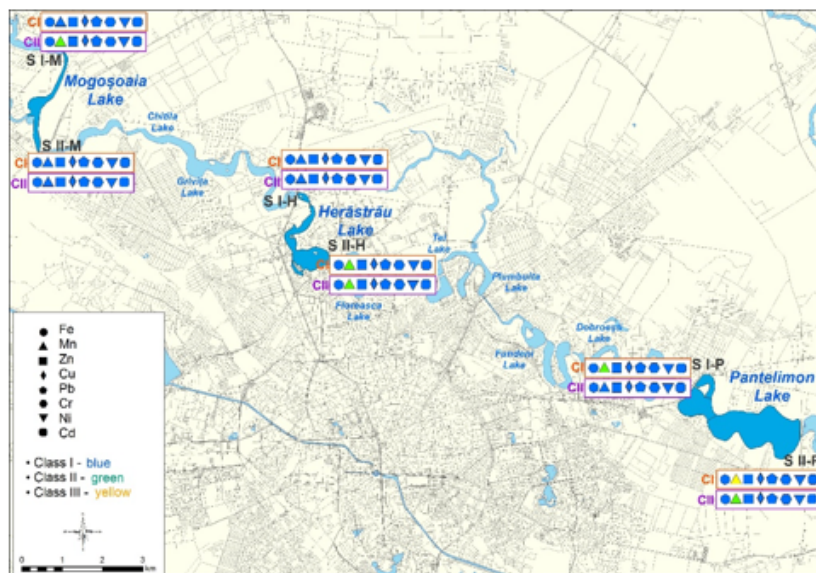 CI
CII
S I-M
Mogoșoaia
Lake
Chitila
Lake
S II-M
CI
CII
Grivița
Lake
CI
CII
S I-H
Herăstrău
Lake
S II-H
Tei
Lake
CI
CII
Plumbuita
Lake
Floreasca
Lake
Fundeni
Lake
Dobroești
Lake
CI
CII
S I-P
Pantelimon
Lake
S II-P
CI
CII
Fe
Mn
Zn
Cu
Pb
Cr
Ni
Cd
• Class I - blue
• Class II - green
• Class III - yellow
0 1 2 3
km